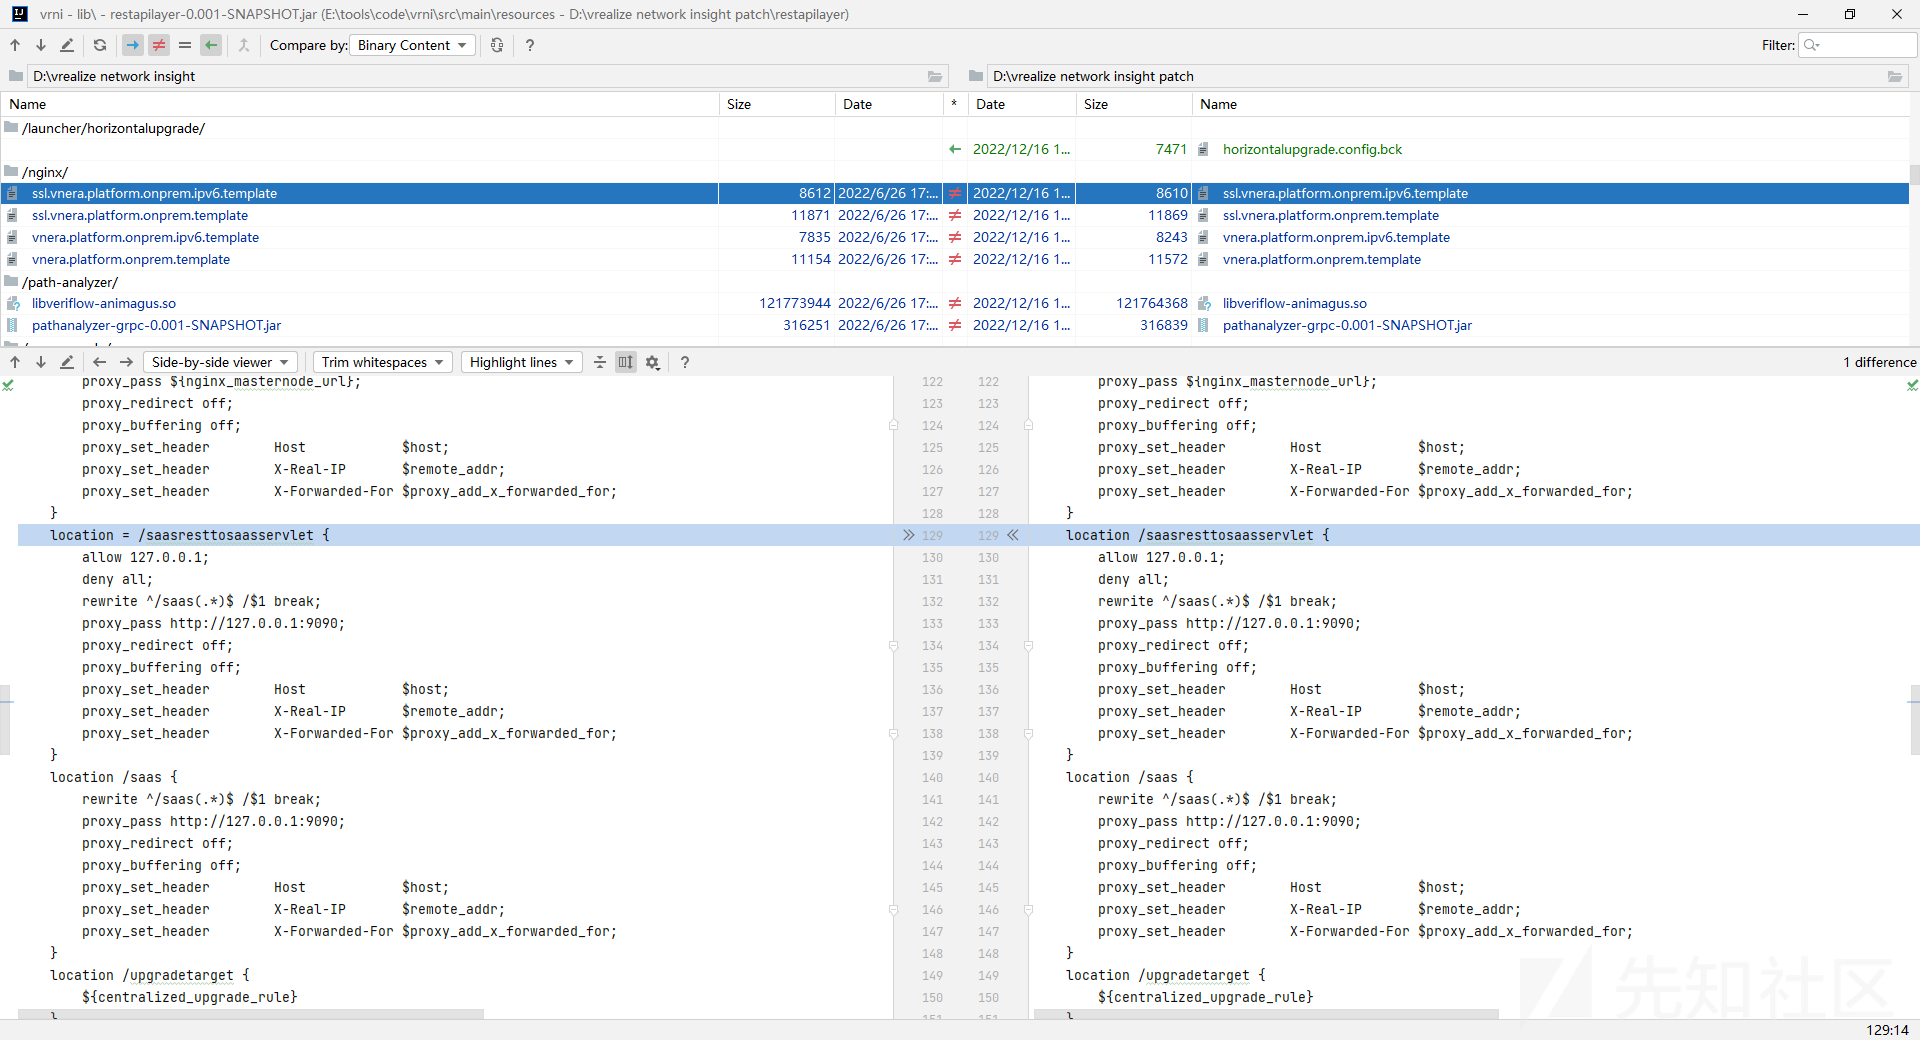 vrni - lib\ - restapilayer-0.001-SNAPSHOT.jar (E:\tools\code\vrni\src\main\resources - D:\vrealize network insight patch\restapilayer)
Compare by: Binary Content
?
Filter:
D:\vrealize network insight
D:\vrealize network insight patch
Name Size Date * Date Size Name
/launcher/horizontalupgrade/
2022/12/16 1... 7471 horizontalupgrade.config.bck
/nginx/
ssl.vnera.platform.onprem.ipv6.template 8612 2022/6/26 17:... ≠ 2022/12/16 1... 8610 ssl.vnera.platform.onprem.ipv6.template
ssl.vnera.platform.onprem.template 11871 2022/6/26 17:... ≠ 2022/12/16 1... 11869 ssl.vnera.platform.onprem.template
vnera.platform.onprem.ipv6.template 7835 2022/6/26 17:... ≠ 2022/12/16 1... 8243 vnera.platform.onprem.ipv6.template
vnera.platform.onprem.template 11154 2022/6/26 17:... ≠ 2022/12/16 1... 11572 vnera.platform.onprem.template
/path-analyzer/
libveriflow-animagus.so 121773944 2022/6/26 17:... ≠ 2022/12/16 1... 121764368 libveriflow-animagus.so
pathanalyzer-grpc-0.001-SNAPSHOT.jar 316251 2022/6/26 17:... ≠ 2022/12/16 1... 316839 pathanalyzer-grpc-0.001-SNAPSHOT.jar
Side-by-side viewer Trim whitespaces Highlight lines ? 1 difference
proxy_pass ${nginx_masternode_url}; 122 122 proxy_pass ${nginx_masternode_url};
proxy_redirect off; 123 123 proxy_redirect off;
proxy_buffering off; 124 124 proxy_buffering off;
proxy_set_header Host $host; 125 125 proxy_set_header Host $host;
proxy_set_header X-Real-IP $remote_addr; 126 126 proxy_set_header X-Real-IP $remote_addr;
proxy_set_header X-Forwarded-For $proxy_add_x_forwarded_for; 127 127 proxy_set_header X-Forwarded-For $proxy_add_x_forwarded_for;
} 128 128 }
location = /saasresttosaasservlet { 129 129 location /saasresttosaasservlet {
allow 127.0.0.1; 130 130 allow 127.0.0.1;
deny all; 131 131 deny all;
rewrite ^/saas(.*)$ /$1 break; 132 132 rewrite ^/saas(.*)$ /$1 break;
proxy_pass http://127.0.0.1:9090; 133 133 proxy_pass http://127.0.0.1:9090;
proxy_redirect off; 134 134 proxy_redirect off;
proxy_buffering off; 135 135 proxy_buffering off;
proxy_set_header Host $host; 136 136 proxy_set_header Host $host;
proxy_set_header X-Real-IP $remote_addr; 137 137 proxy_set_header X-Real-IP $remote_addr;
proxy_set_header X-Forwarded-For $proxy_add_x_forwarded_for; 138 138 proxy_set_header X-Forwarded-For $proxy_add_x_forwarded_for;
} 139 139 }
location /saas { 140 140 location /saas {
rewrite ^/saas(.*)$ /$1 break; 141 141 rewrite ^/saas(.*)$ /$1 break;
proxy_pass http://127.0.0.1:9090; 142 142 proxy_pass http://127.0.0.1:9090;
proxy_redirect off; 143 143 proxy_redirect off;
proxy_buffering off; 144 144 proxy_buffering off;
proxy_set_header Host $host; 145 145 proxy_set_header Host $host;
proxy_set_header X-Real-IP $remote_addr; 146 146 proxy_set_header X-Real-IP $remote_addr;
proxy_set_header X-Forwarded-For $proxy_add_x_forwarded_for; 147 147 proxy_set_header X-Forwarded-For $proxy_add_x_forwarded_for;
} 148 148 }
location /upgradetarget { 149 149 location /upgradetarget {
${centralized_upgrade_rule} 150 150 ${centralized_upgrade_rule}
} 151 151 }
先知社区
129:14